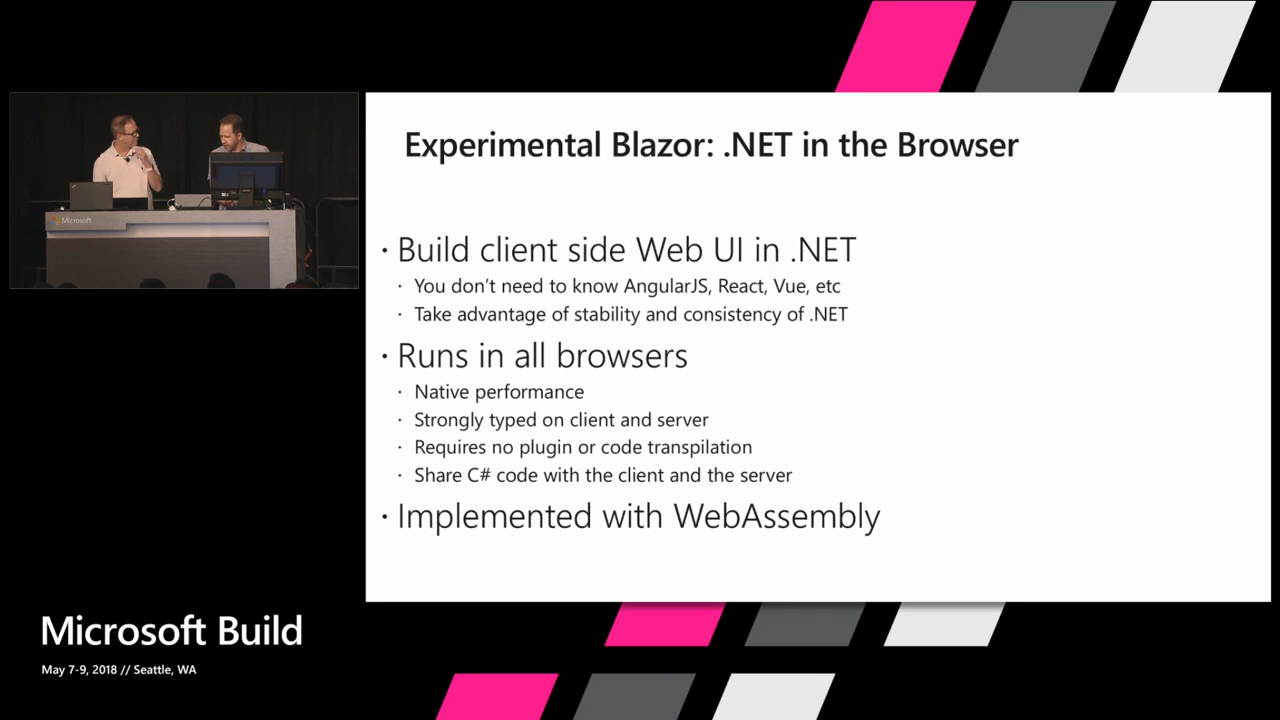 Experimental Blazor: .NET in the Browser
· Build client side Web UI in .NET
· You don't need to know AngularJS, React, Vue, etc
· Take advantage of stability and consistency of .NET
· Runs in all browsers
· Native performance
· Strongly typed on client and server
· Requires no plugin or code transpilation
· Share C# code with the client and the server
· Implemented with WebAssembly
Microsoft
Microsoft Build
May 7-9, 2018 // Seattle, WA